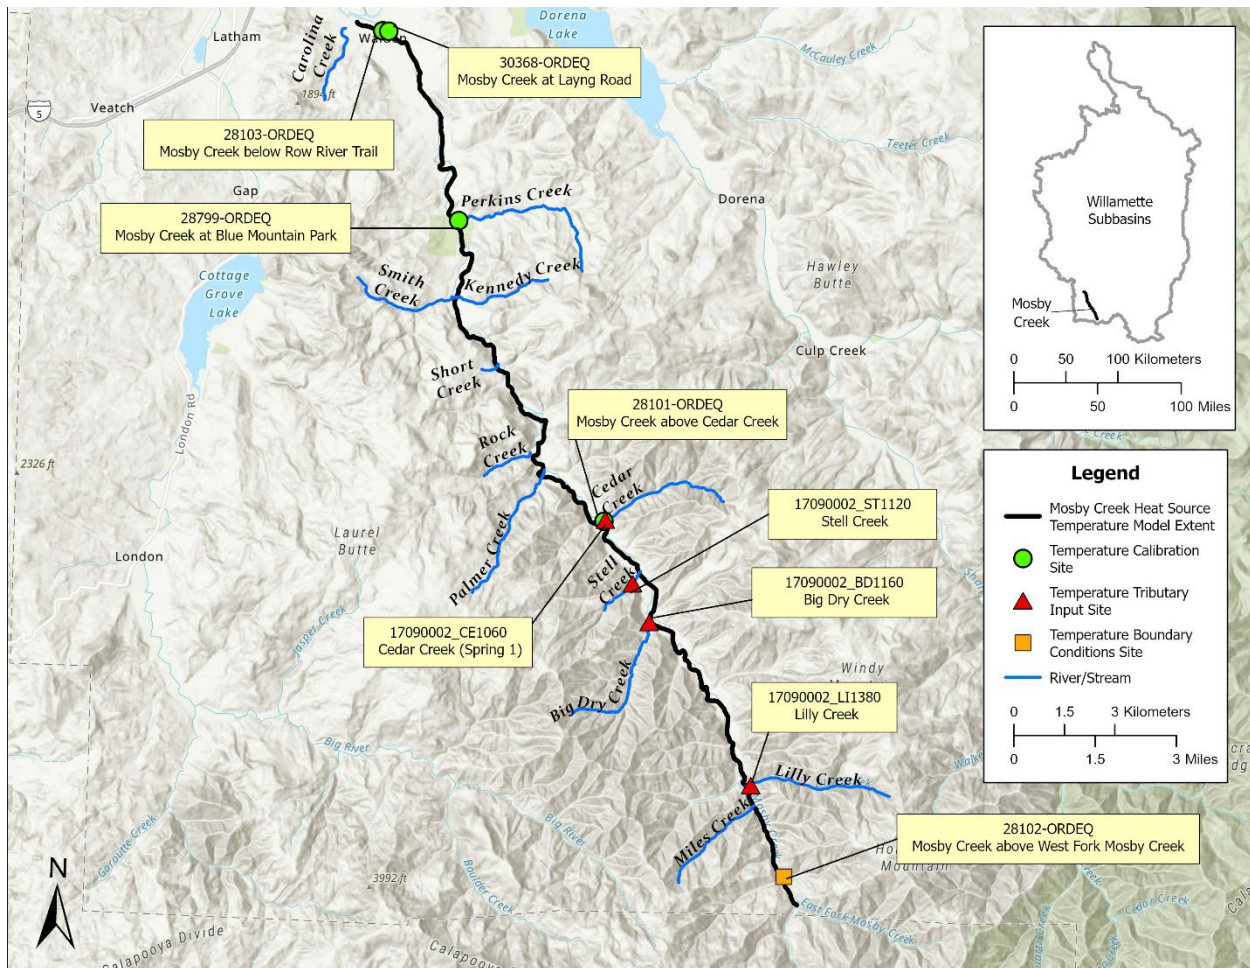 Dorena
Lake
McCauley Creek
Latham
Walden
Carolina
Creek
30368-ORDEQ
Mosby Creek at Layng Road
1894 ft
Veatch
5
28103-ORDEQ
Mosby Creek below Row River Trail
Teeter Creek
Gap
Perkins Creek
Dorena
28799-ORDEQ
Mosby Creek at Blue Mountain Park
Smith
Creek
Kennedy Creek
Hawley
Butte
Cottage
Grove
Lake
Culp Creek
Short
Creek
London Rd
28101-ORDEQ
Mosby Creek above Cedar Creek
Rock
Creek
2326 ft
Cedar
Creek
17090002_ST1120
Stell Creek
Laurel
Butte
London
Palmer Creek
Stell
Creek
17090002_BD1160
Big Dry Creek
17090002_CE1060
Cedar Creek (Spring 1)
Jasper Creek
Windy
Big Dry Creek
17090002_LI1380
Lilly Creek
Big River
Lilly Creek
Mosby Creek
Miles Creek
Big River
28102-ORDEQ
Mosby Creek above West Fork Mosby Creek
Mountain
Garoutte Creek
3992 ft
Boulder Creek
East Fork Mosby Creek
Cedar Creek
Calapooya Divide
N
Willamette
Subbasins
Mosby
Creek
0 50 100 Kilometers
0 50 100 Miles
Legend
Mosby Creek Heat Source
Temperature Model Extent
Temperature Calibration
Site
Temperature Tributary
Input Site
Temperature Boundary
Conditions Site
River/Stream
0 1.5 3 Kilometers
0 1.5 3 Miles